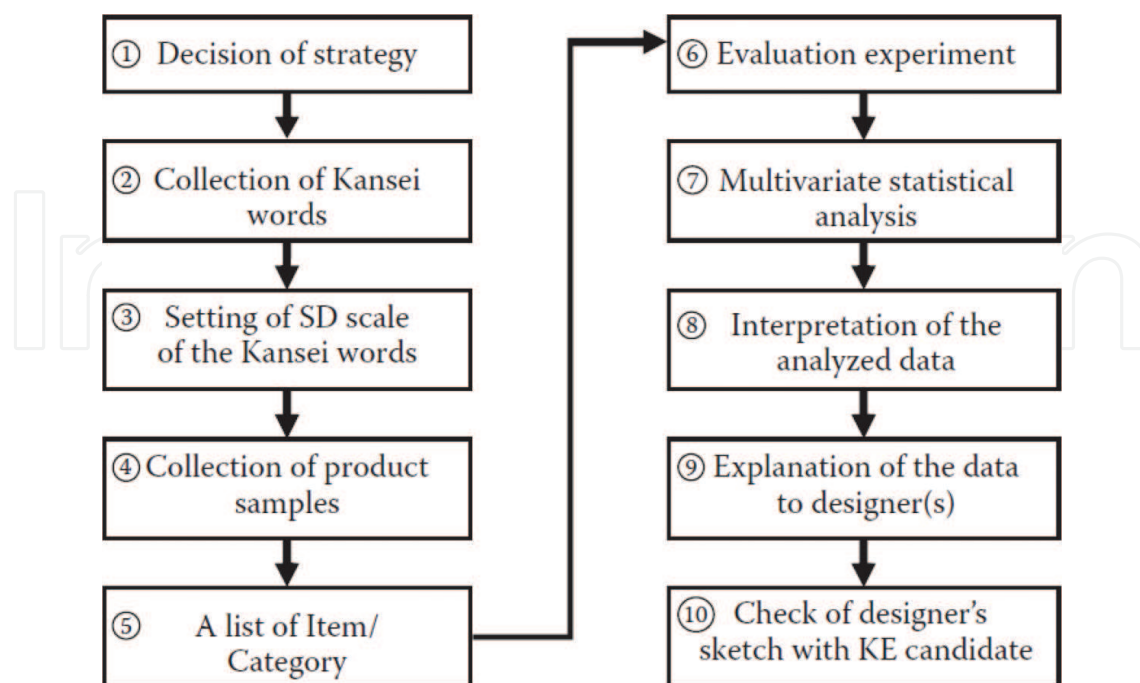 ① Decision of strategy
② Collection of Kansei
words
③ Setting of SD scale
of the Kansei words
④ Collection of product
samples
⑤ A list of Item/
Category
⑥ Evaluation experiment
⑦ Multivariate statistical
analysis
⑧ Interpretation of the
analyzed data
⑨ Explanation of the data
to designer(s)
⑩ Check of designer's
sketch with KE candidate